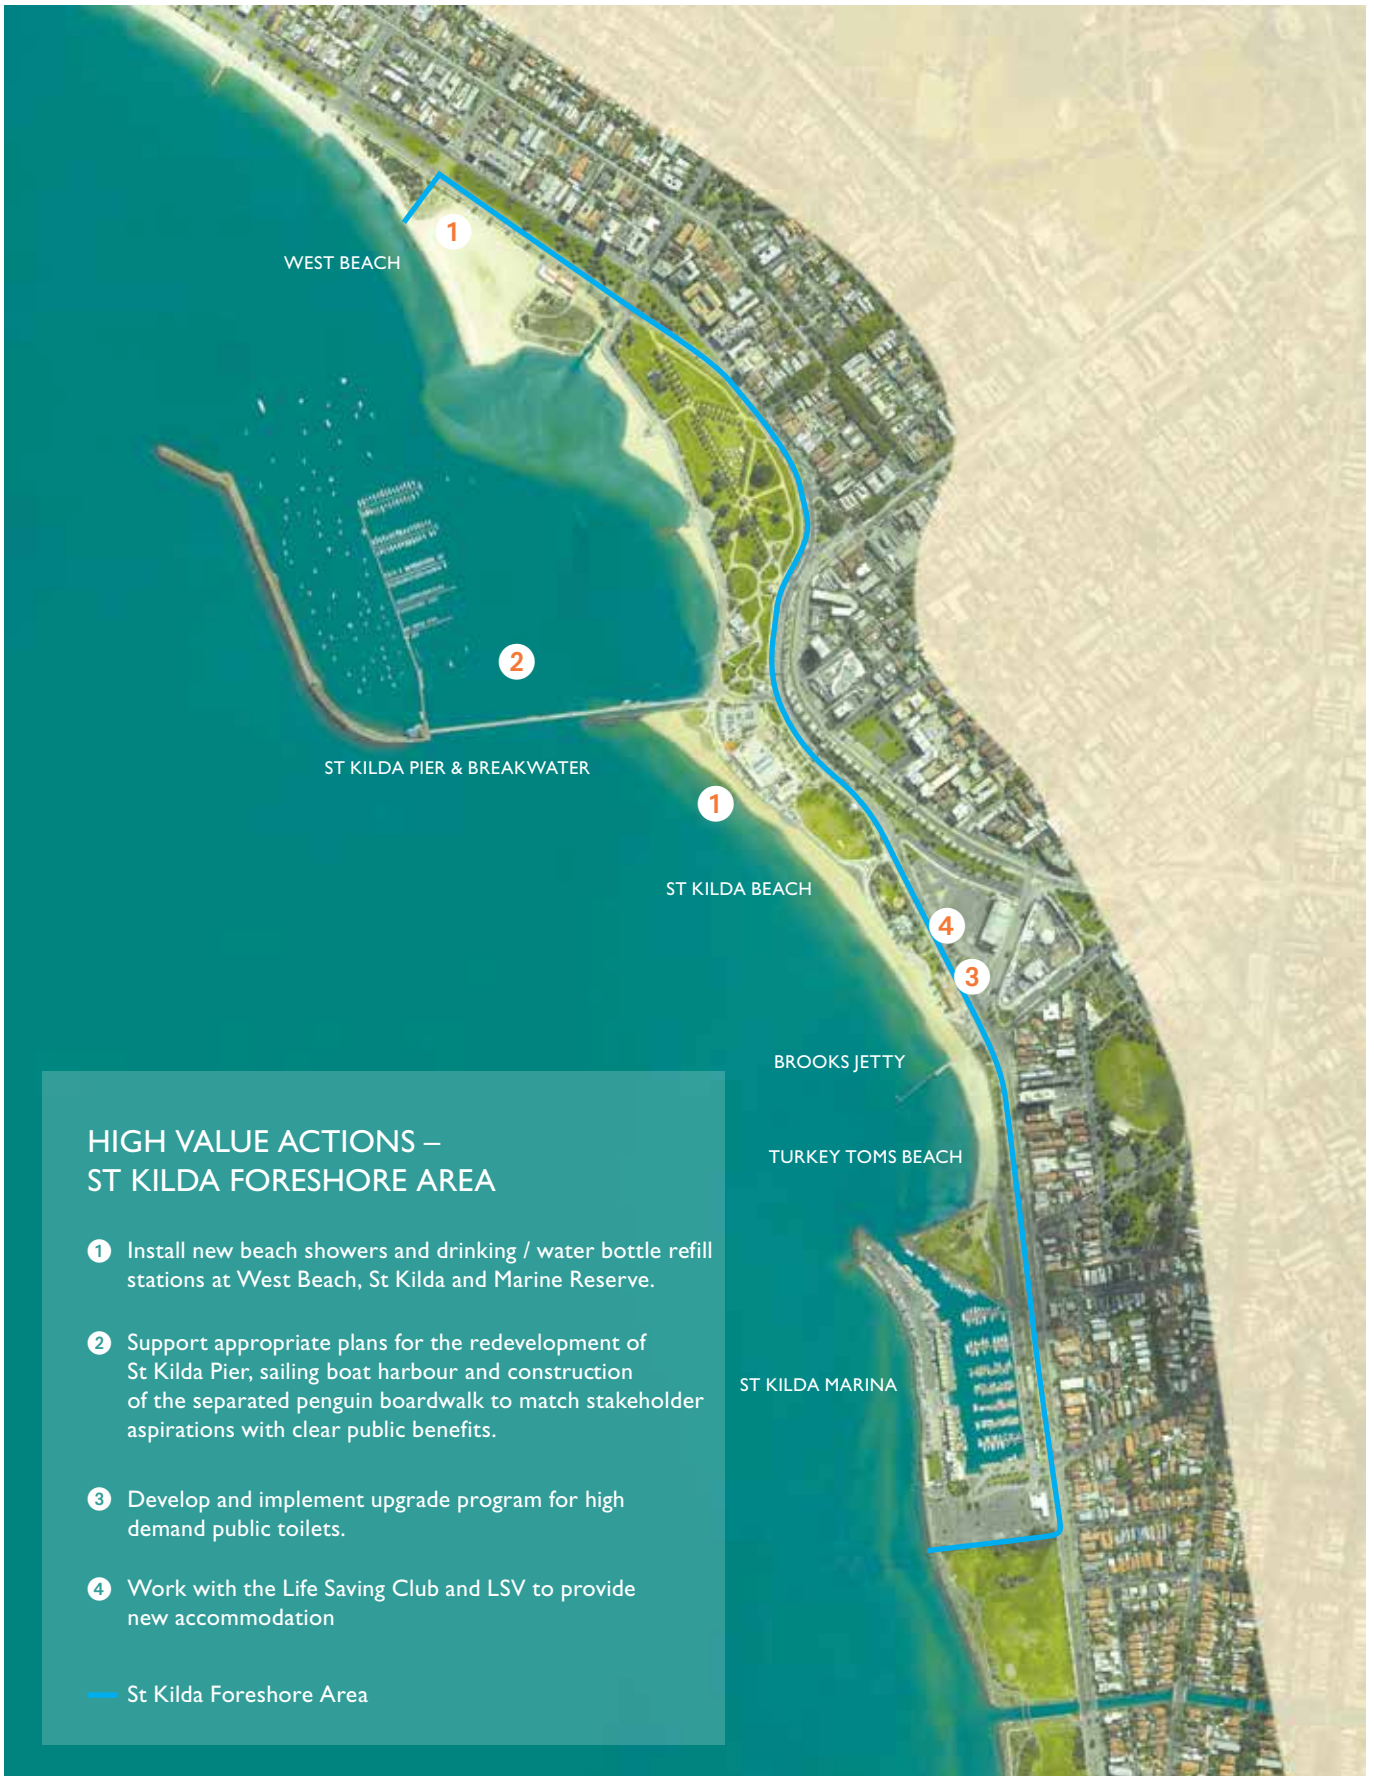 1
WEST BEACH
2
ST KILDA PIER & BREAKWATER
1
ST KILDA BEACH
4
3
BROOKS JETTY
TURKEY TOMS BEACH
ST KILDA MARINA
HIGH VALUE ACTIONS –
ST KILDA FORESHORE AREA
1 Install new beach showers and drinking / water bottle refill
stations at West Beach, St Kilda and Marine Reserve.
2 Support appropriate plans for the redevelopment of
St Kilda Pier, sailing boat harbour and construction
of the separated penguin boardwalk to match stakeholder
aspirations with clear public benefits.
3 Develop and implement upgrade program for high
demand public toilets.
4 Work with the Life Saving Club and LSV to provide
new accommodation
St Kilda Foreshore Area